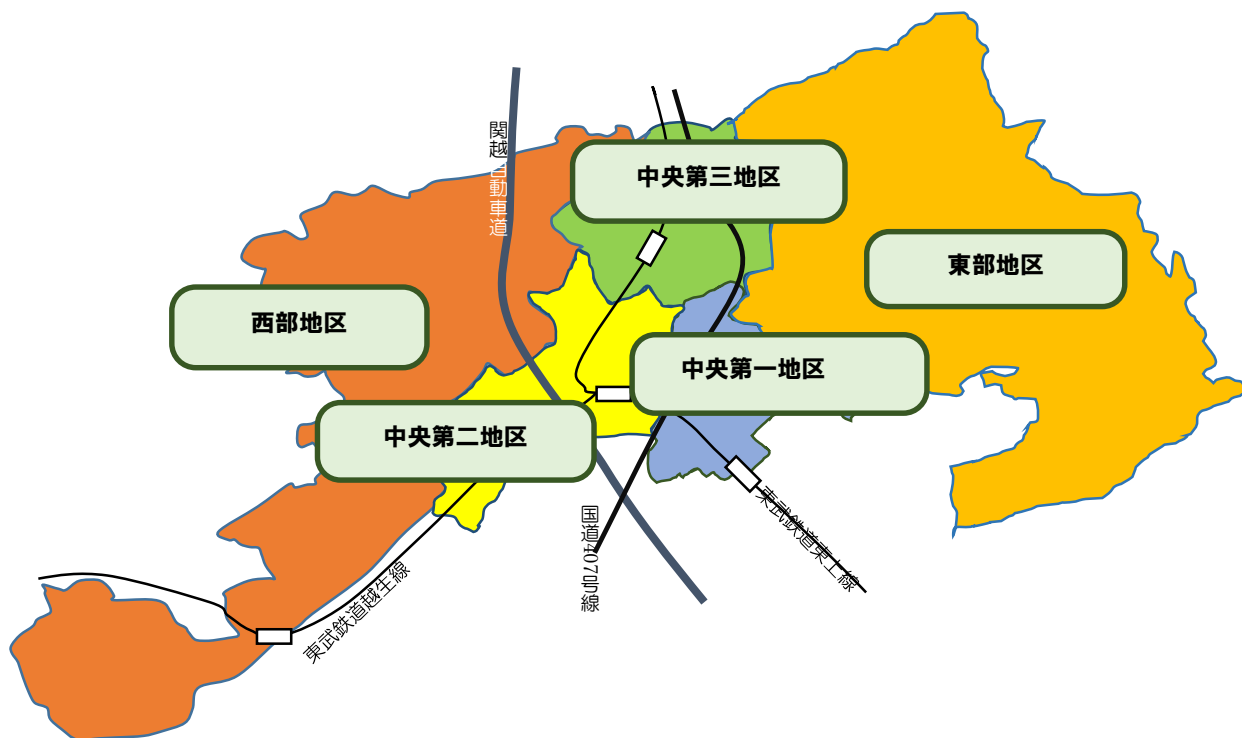 関越自動車道
中央第三地区
東部地区
西部地区
中央第一地区
中央第二地区
国道407号線
東武鉄道東上線
東武鉄道越生線